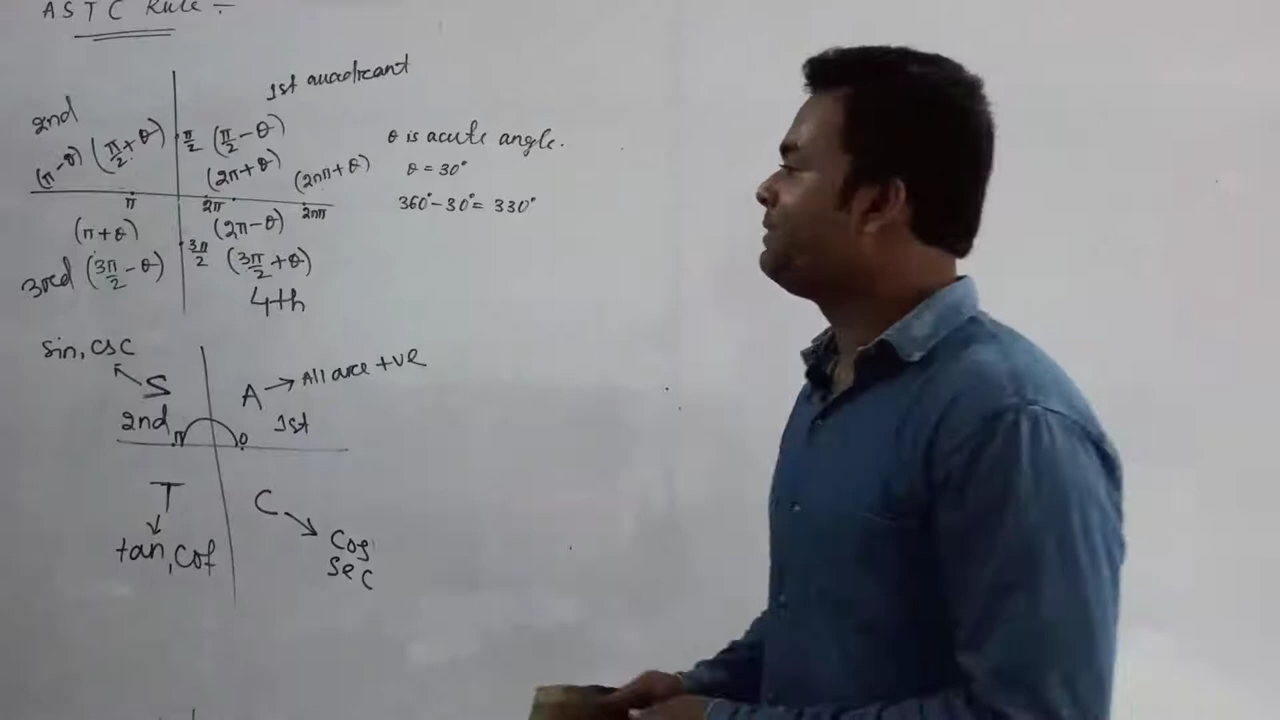 ASTC Rule :-
1st quadrant
2nd
(π-θ) (π/2+θ) π/2 (π/2-θ)
θ is acute angle.
(2π+θ) (2nπ+θ)
θ = 30°
π 2π 2nπ
360°-30°= 330°
(π+θ) (2π-θ)
3rd (3π/2-θ) 3π/2 (3π/2+θ)
4th
sin, csc
S A → All are +ve
2nd 1st
π 0
T C
tan, cot cos
sec